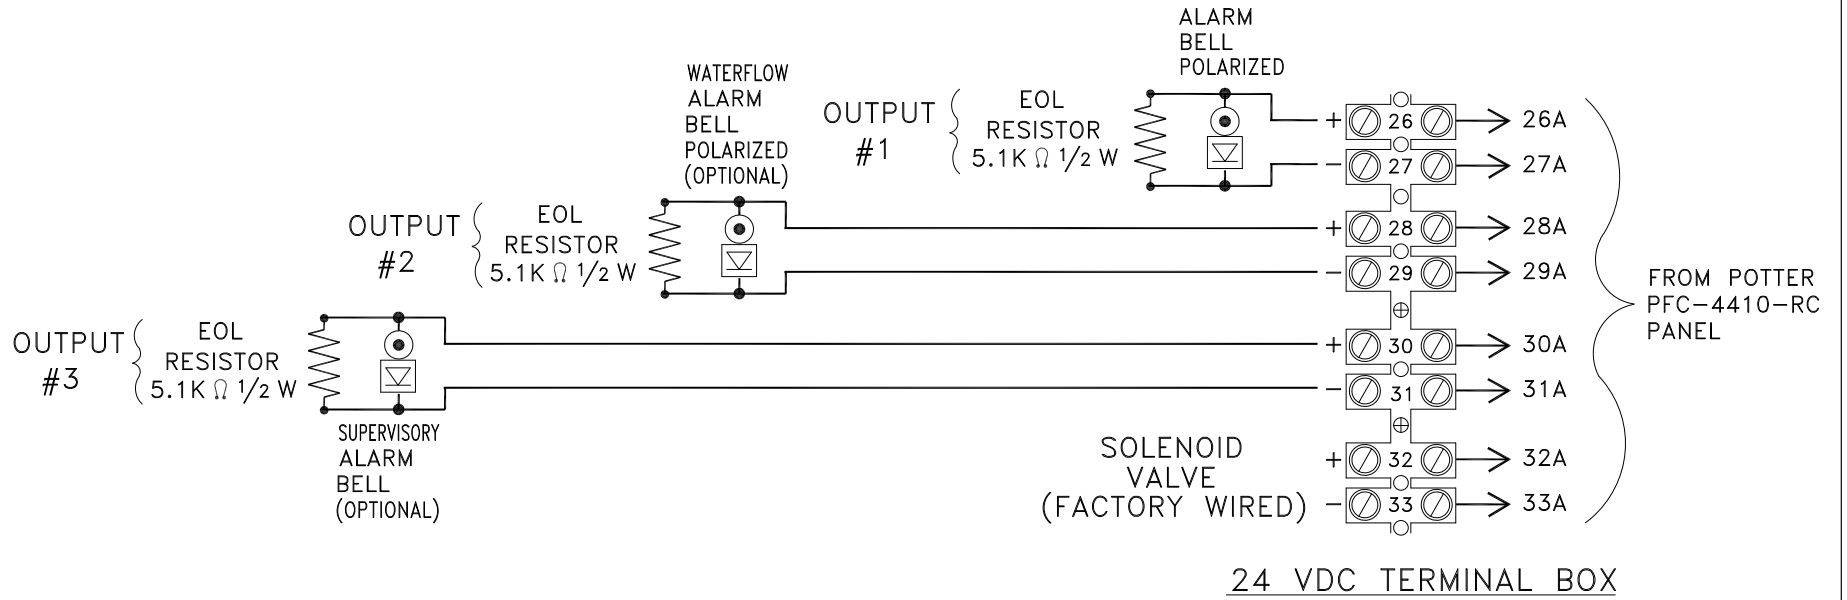 ALARM
BELL
POLARIZED
OUTPUT
#1
EOL
RESISTOR
5.1K Ω 1/2 W
WATERFLOW
ALARM
BELL
POLARIZED
(OPTIONAL)
OUTPUT
#2
EOL
RESISTOR
5.1K Ω 1/2 W
OUTPUT
#3
EOL
RESISTOR
5.1K Ω 1/2 W
SUPERVISORY
ALARM
BELL
(OPTIONAL)
SOLENOID
VALVE
(FACTORY WIRED)
+ 26 26A
− 27 27A
+ 28 28A
− 29 29A
+ 30 30A
− 31 31A
+ 32 32A
− 33 33A
FROM POTTER
PFC-4410-RC
PANEL
24 VDC TERMINAL BOX